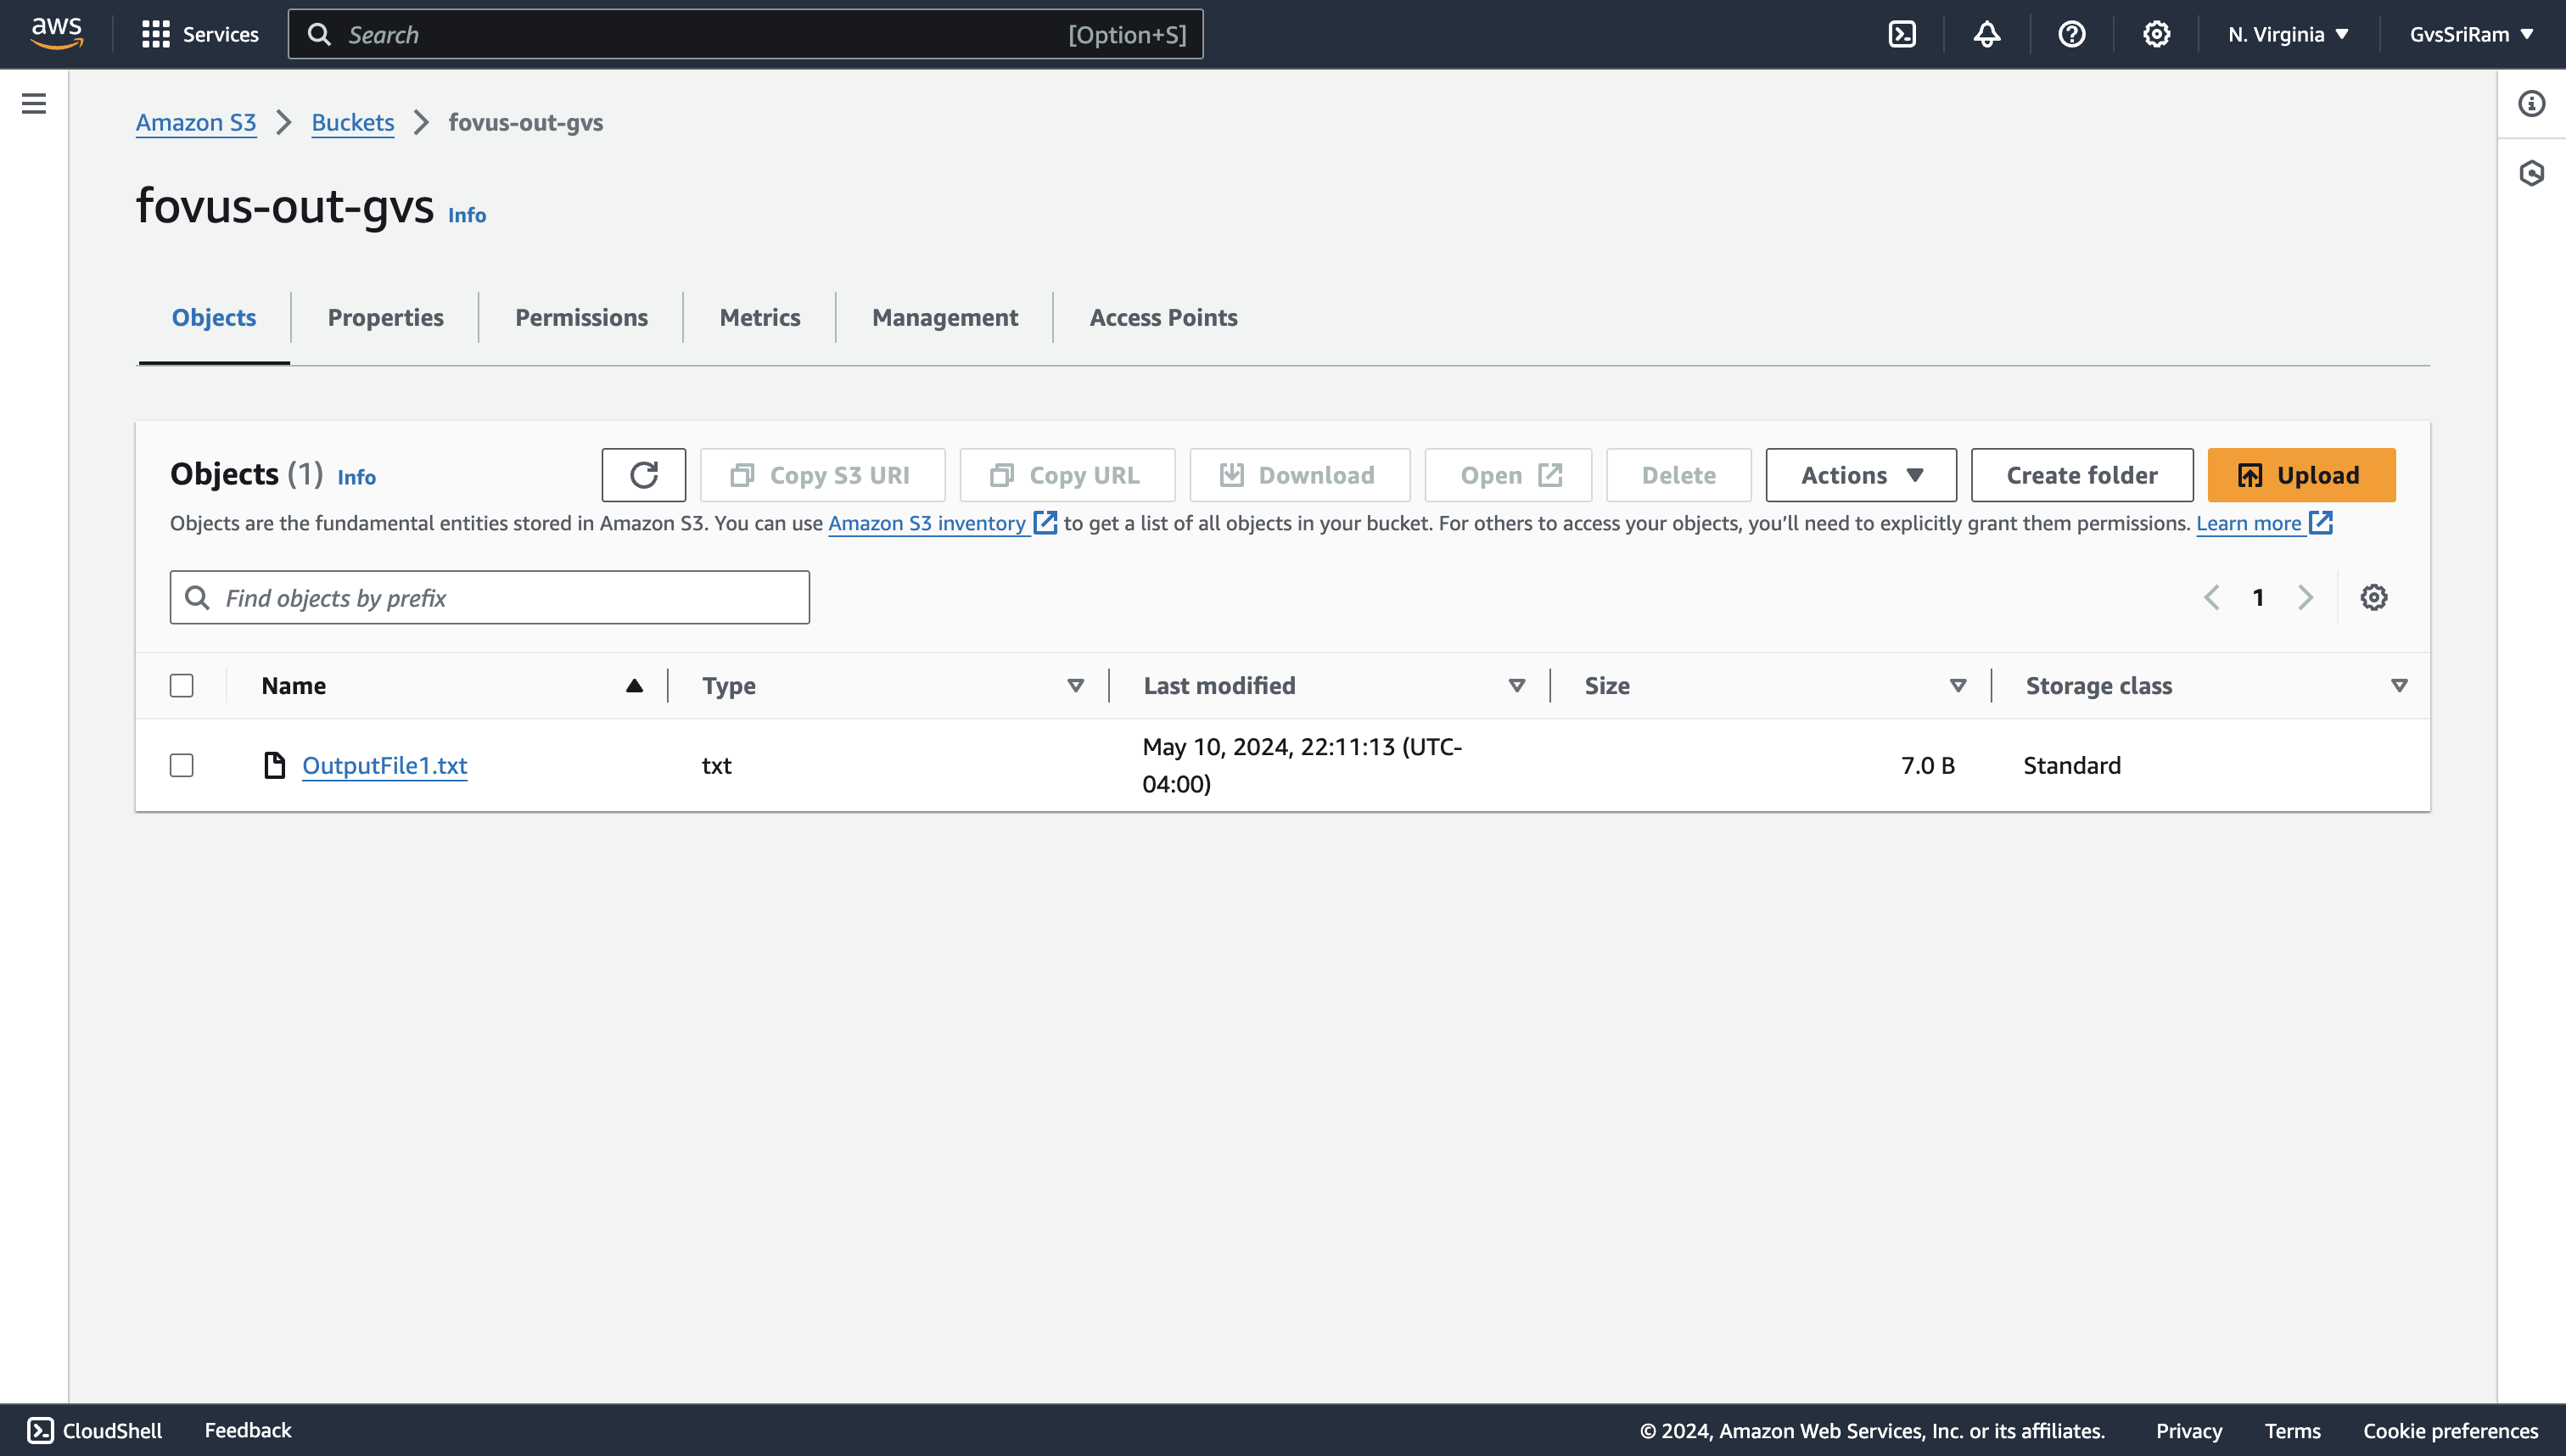 aws
Services
Search
[Option+S]
N. Virginia
GvsSriRam
Amazon S3
Buckets
fovus-out-gvs
fovus-out-gvs Info
Objects
Properties
Permissions
Metrics
Management
Access Points
Objects (1) Info
Copy S3 URI
Copy URL
Download
Open
Delete
Actions
Create folder
Upload
Objects are the fundamental entities stored in Amazon S3. You can use Amazon S3 inventory to get a list of all objects in your bucket. For others to access your objects, you’ll need to explicitly grant them permissions. Learn more
Find objects by prefix
1
Name
Type
Last modified
Size
Storage class
OutputFile1.txt
txt
May 10, 2024, 22:11:13 (UTC-
04:00)
7.0 B
Standard
CloudShell
Feedback
© 2024, Amazon Web Services, Inc. or its affiliates.
Privacy
Terms
Cookie preferences